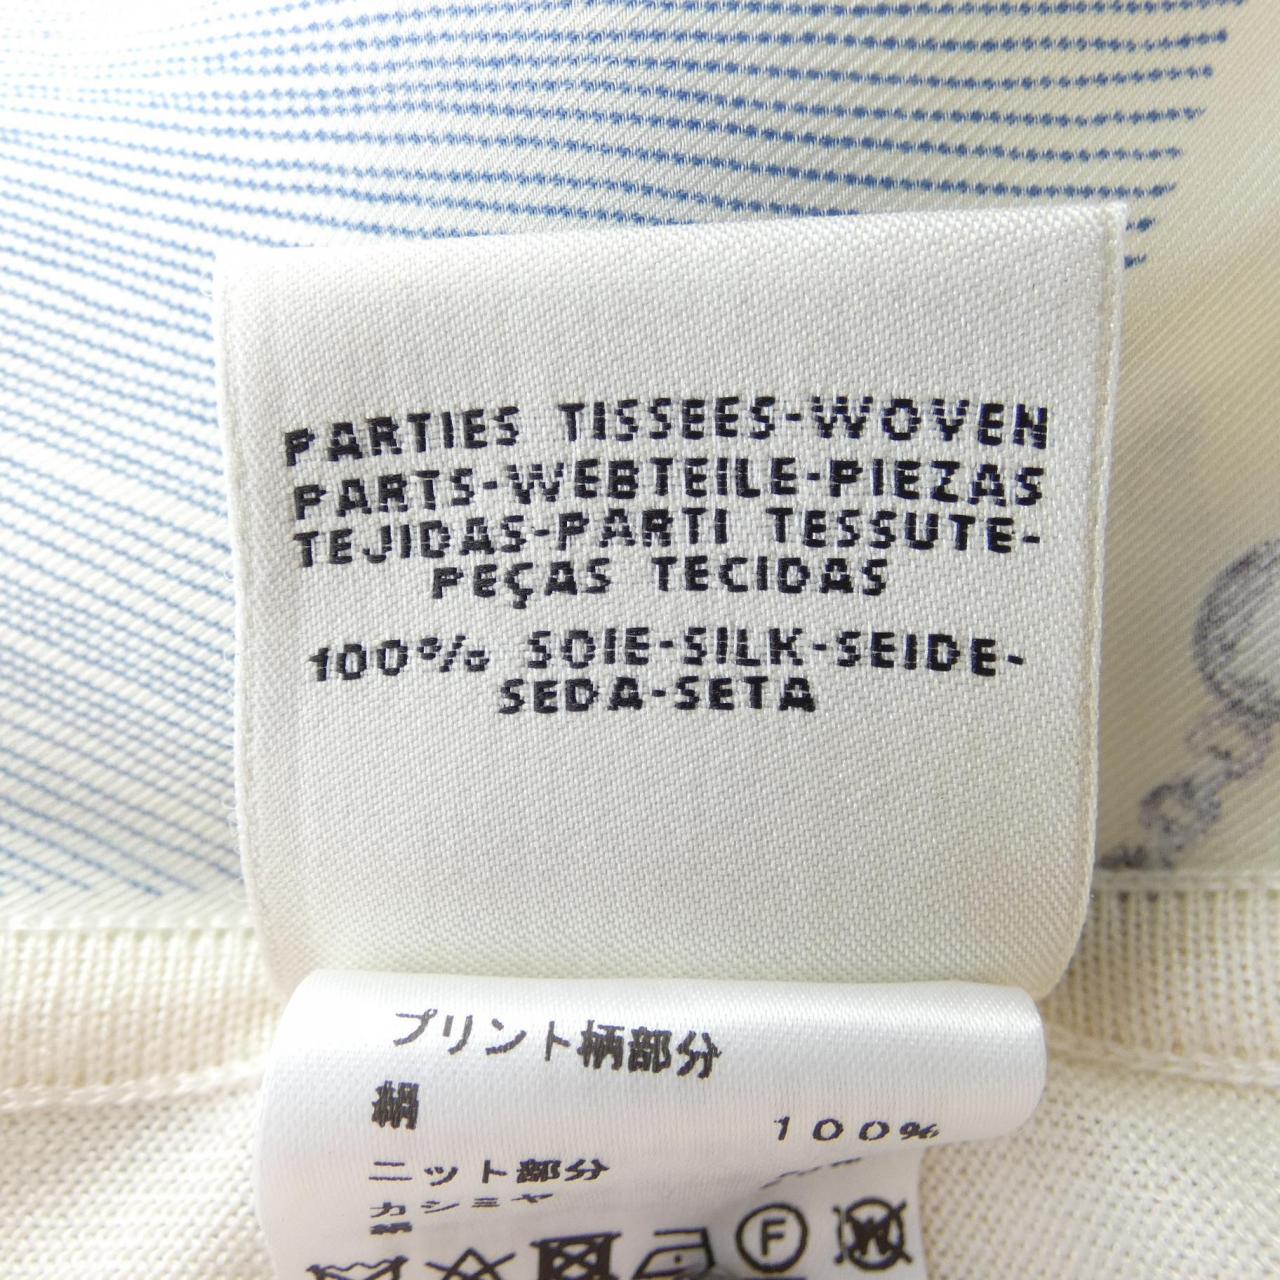 PARTIES TISSEES-WOVEN
PARTS-WEBTEILE-PIEZAS
TEJIDAS-PARTI TESSUTE-
PEÇAS TECIDAS
100% SOIE-SILK-SEIDE-
SEDA-SETA
プリント柄部分
絹
100%
ニット部分
カシミヤ
絹
F
W